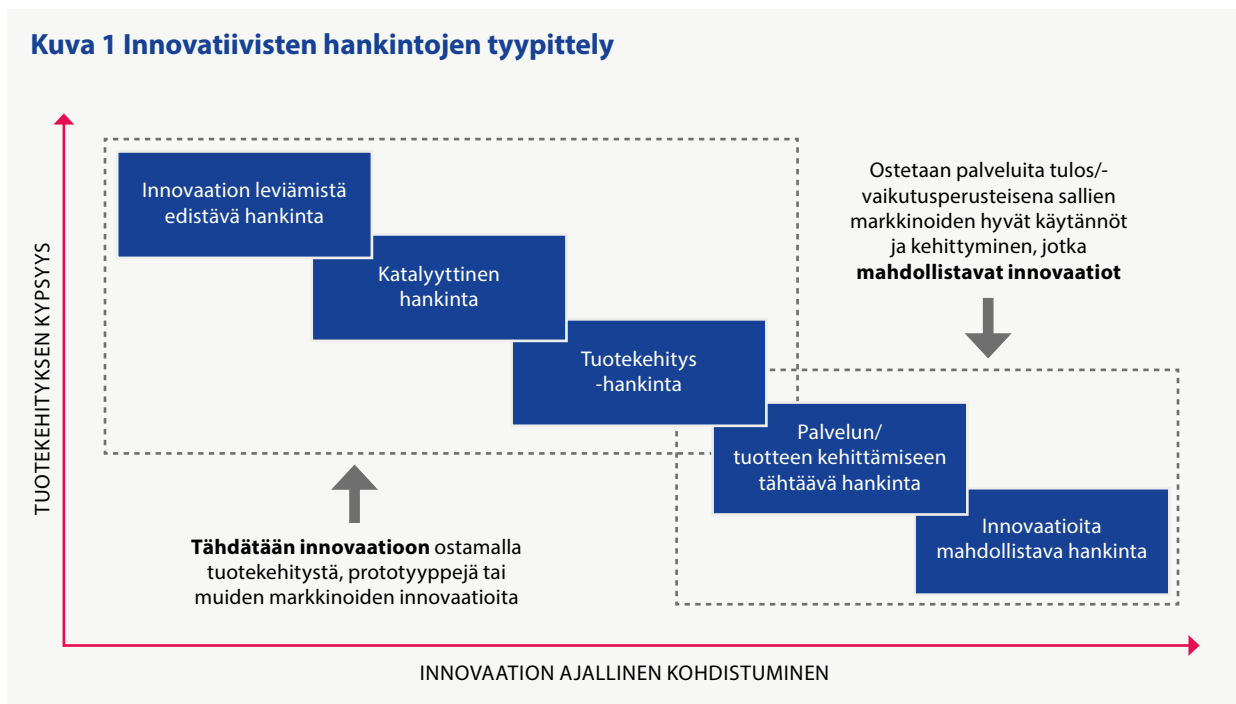 Kuva 1 Innovatiivisten hankintojen tyypittely
TUOTEKEHITYKSEN KYPSYYS
Innovaation leviämistä
edistävä hankinta
Katalyyttinen
hankinta
Tuotekehitys
-hankinta
Palvelun/
tuotteen kehittämiseen
tähtäävä hankinta
Innovaatioita
mahdollistava hankinta
Ostetaan palveluita tulos/-
vaikutusperusteisena sallien
markkinoiden hyvät käytännöt
ja kehittyminen, jotka
mahdollistavat innovaatiot
Tähdätään innovaatioon ostamalla
tuotekehitystä, prototyyppejä tai
muiden markkinoiden innovaatioita
INNOVAATION AJALLINEN KOHDISTUMINEN